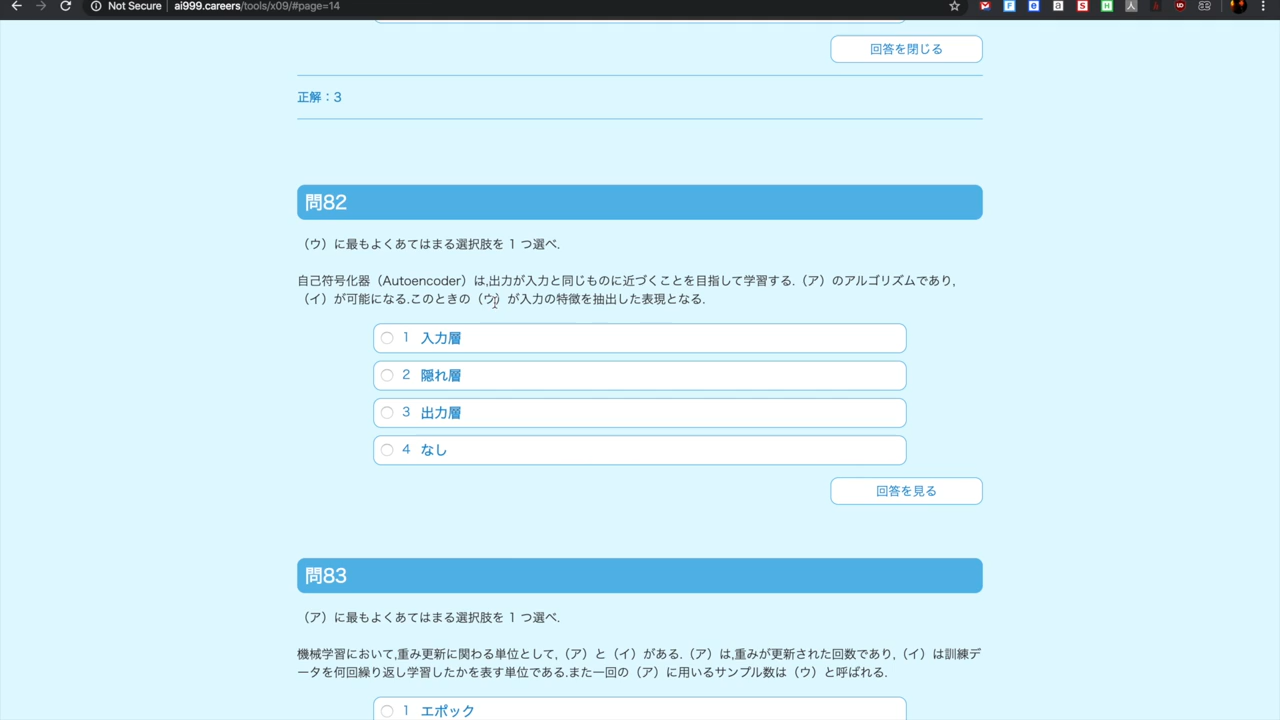 Not Secure ai999.careers/tools/x09/#page=14
回答を閉じる
正解：3
問82
（ウ）に最もよくあてはまる選択肢を 1 つ選べ.
自己符号化器（Autoencoder）は,出力が入力と同じものに近づくことを目指して学習する.（ア）のアルゴリズムであり,
（イ）が可能になる.このときの（ウ）が入力の特徴を抽出した表現となる.
1 入力層
2 隠れ層
3 出力層
4 なし
回答を見る
問83
（ア）に最もよくあてはまる選択肢を 1 つ選べ.
機械学習において,重み更新に関わる単位として,（ア）と（イ）がある.（ア）は,重みが更新された回数であり,（イ）は訓練デ
ータを何回繰り返し学習したかを表す単位である.また一回の（ア）に用いるサンプル数は（ウ）と呼ばれる.
1 エポック